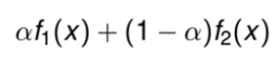 αf₁(x) + (1 − α)f₂(x)